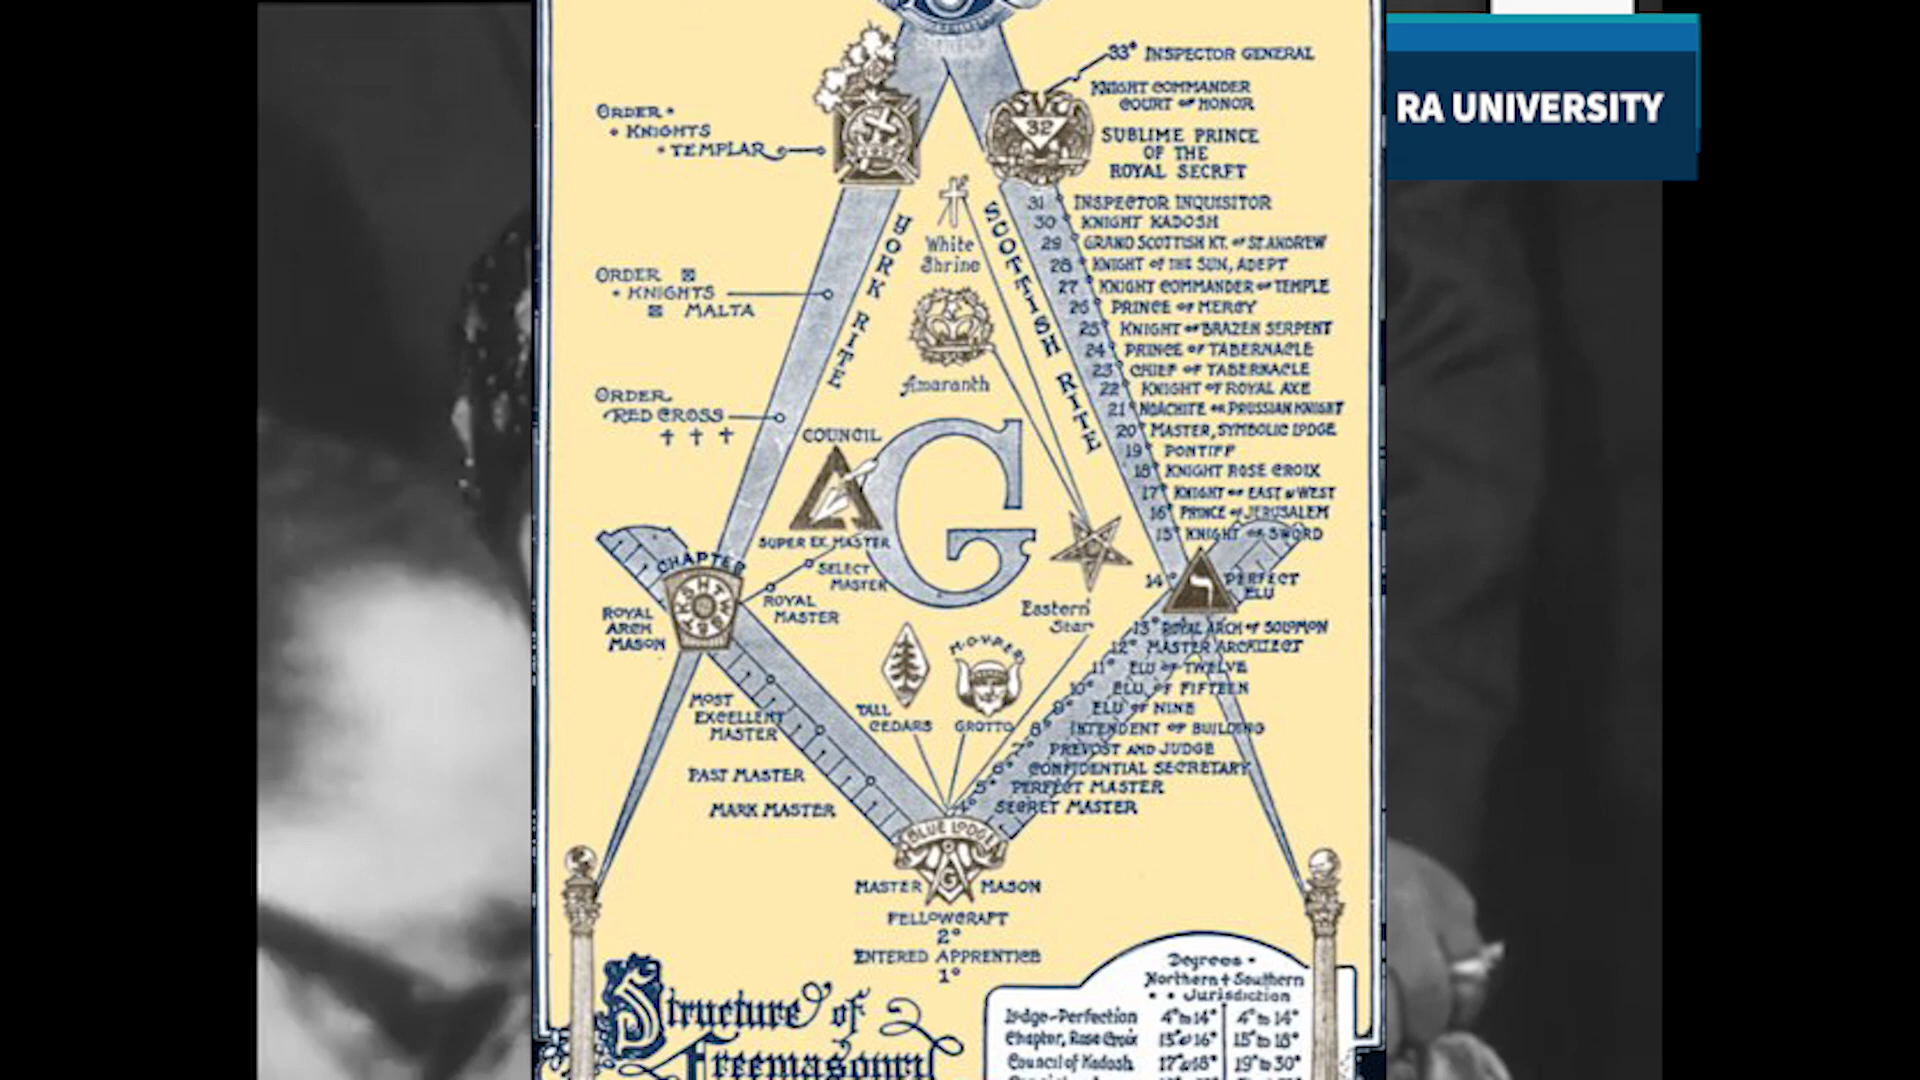 RA UNIVERSITY
33° INSPECTOR GENERAL
KNIGHT COMMANDER
COURT OF HONOR
32
SUBLIME PRINCE
OF THE
ROYAL SECRET
ORDER
KNIGHTS
TEMPLAR
31 INSPECTOR INQUISITOR
30° KNIGHT KADOSH
29° GRAND SCOTTISH KT. OF ST. ANDREW
28° KNIGHT OF THE SUN, ADEPT
27° KNIGHT COMMANDER OF TEMPLE
26° PRINCE OF MERCY
25° KNIGHT OF BRAZEN SERPENT
24° PRINCE OF TABERNACLE
23° CHIEF OF TABERNACLE
22° KNIGHT OF ROYAL AXE
21° NOACHITE OR PRUSSIAN KNIGHT
20° MASTER, SYMBOLIC LODGE
19° PONTIFF
18° KNIGHT ROSE CROIX
17° KNIGHT OF EAST & WEST
16° PRINCE OF JERUSALEM
15° KNIGHT OF SWORD
14° PERFECT
ELU
13° ROYAL ARCH OF SOLOMON
12° MASTER ARCHITECT
11° ELU OF TWELVE
10° ELU OF FIFTEEN
9° ELU OF NINE
8° INTENDENT OF BUILDING
7° PREVOST AND JUDGE
6° CONFIDENTIAL SECRETARY
5° PERFECT MASTER
4° SECRET MASTER
YORK RITE
SCOTTISH RITE
White
Shrine
Amaranth
ORDER
KNIGHTS
MALTA
ORDER
RED CROSS
COUNCIL
G
SUPER EX. MASTER
SELECT
MASTER
ROYAL
MASTER
CHAPTER
HTWSSTKS
ROYAL
ARCH
MASON
Eastern
Star
MOVPER
GROTTO
TALL
CEDARS
MOST
EXCELLENT
MASTER
PAST MASTER
MARK MASTER
BLUE LODGE
G
MASTER MASON
FELLOWCRAFT
2°
ENTERED APPRENTICE
1°
Structure of
Freemasonry
Degrees
Northern & Southern
Jurisdiction
Lodge-Perfection 4° to 14° 4° to 14°
Chapter, Rose Croix 15° & 16° 15° to 18°
Council of Kadosh 17° & 18° 19° to 30°